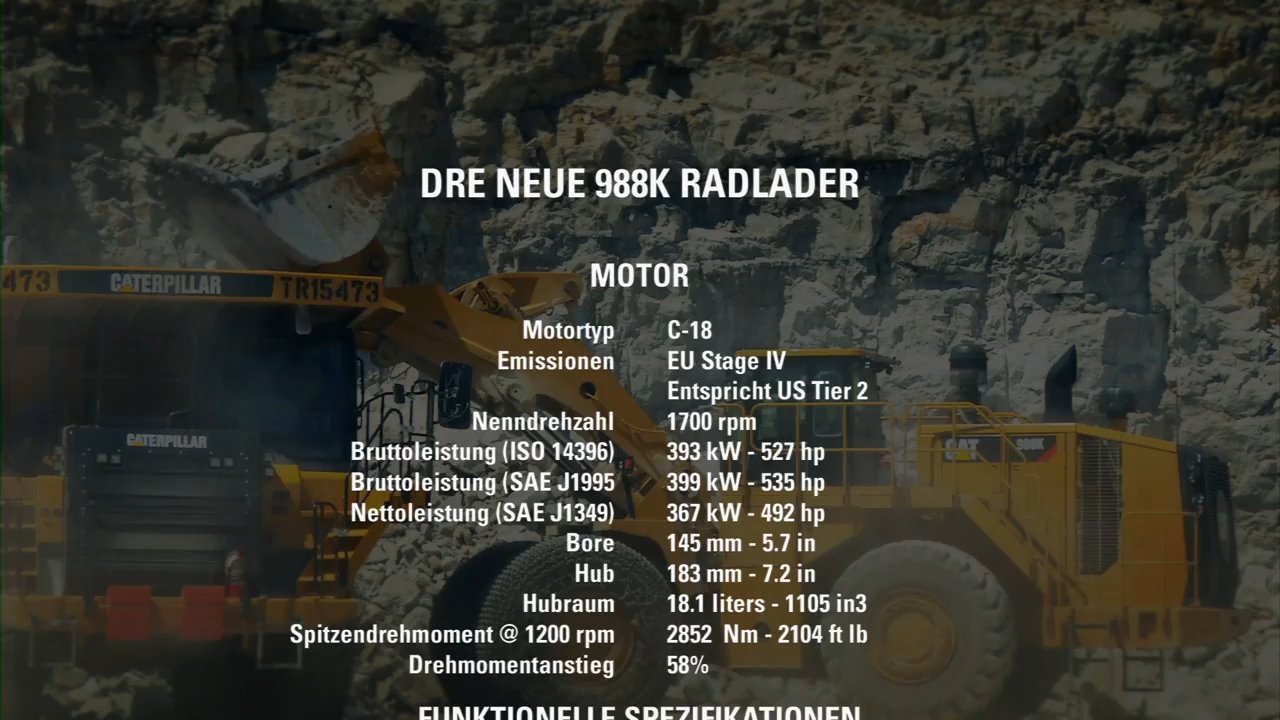 DRE NEUE 988K RADLADER
473 CATERPILLAR TR15473
MOTOR
Motortyp C-18
Emissionen EU Stage IV
Entspricht US Tier 2
Nenndrehzahl 1700 rpm
CATERPILLAR
CAT 988K
Bruttoleistung (ISO 14396) 393 kW - 527 hp
Bruttoleistung (SAE J1995 399 kW - 535 hp
Nettoleistung (SAE J1349) 367 kW - 492 hp
Bore 145 mm - 5.7 in
Hub 183 mm - 7.2 in
Hubraum 18.1 liters - 1105 in3
Spitzendrehmoment @ 1200 rpm 2852 Nm - 2104 ft lb
Drehmomentanstieg 58%
FUNKTIONELLE SPEZIFIKATIONEN